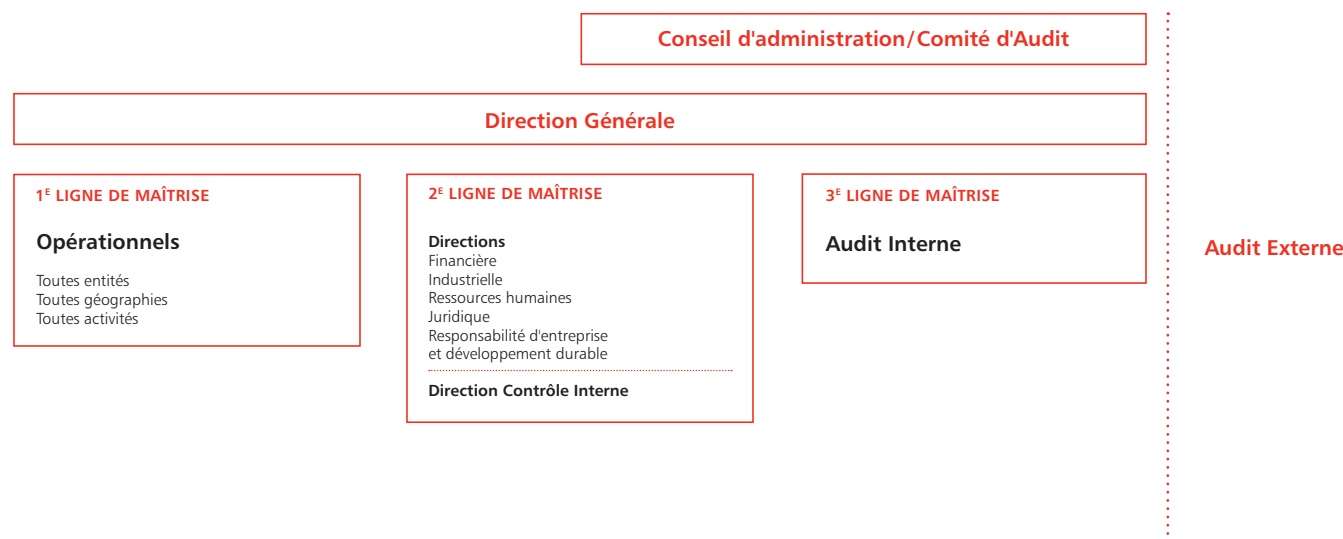 Conseil d'administration/Comité d'Audit
Direction Générale
1E LIGNE DE MAÎTRISE
Opérationnels
Toutes entités
Toutes géographies
Toutes activités
2E LIGNE DE MAÎTRISE
Directions
Financière
Industrielle
Ressources humaines
Juridique
Responsabilité d'entreprise
et développement durable
Direction Contrôle Interne
3E LIGNE DE MAÎTRISE
Audit Interne
Audit Externe